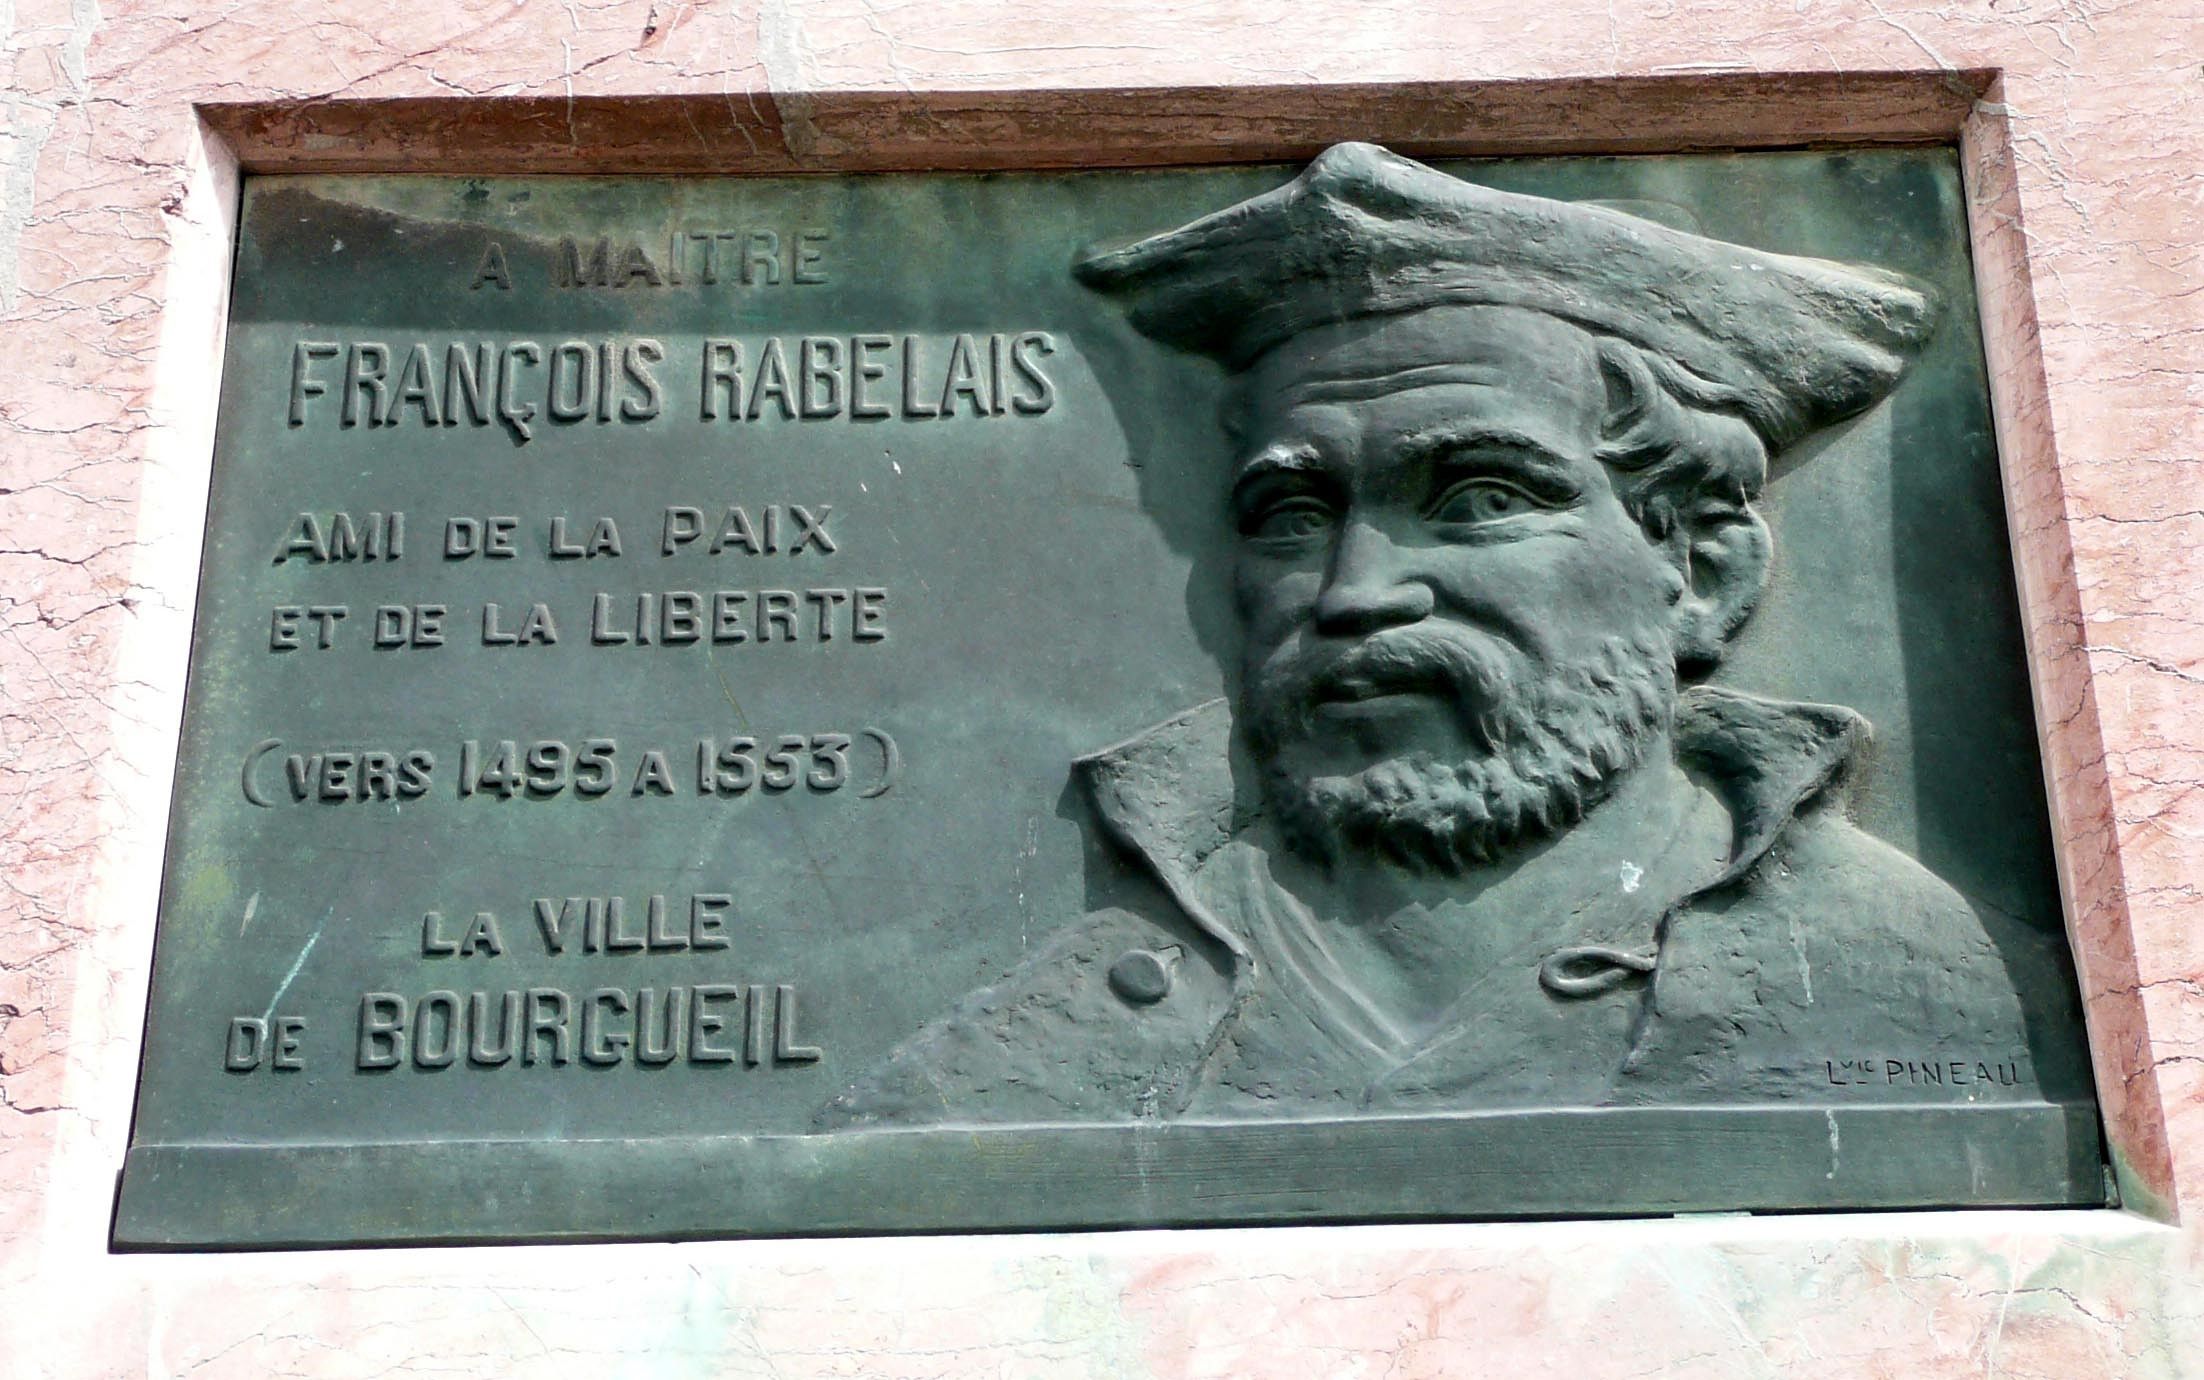 A MAITRE
FRANÇOIS RABELAIS
AMI DE LA PAIX
ET DE LA LIBERTE
(VERS 1495 A 1553)
LA VILLE
DE BOURGUEIL
PINEAU